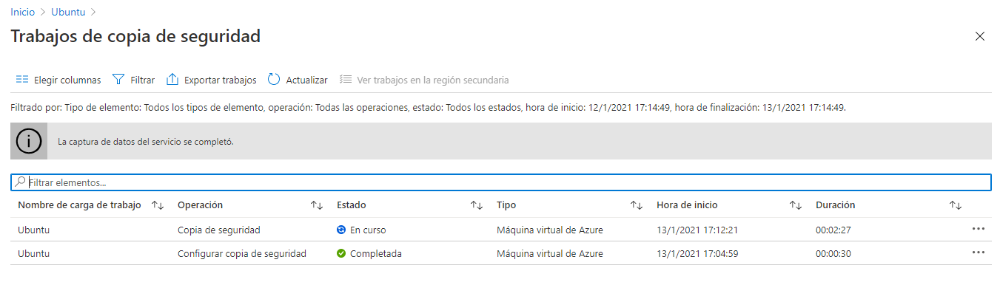 Inicio > Ubuntu >
Trabajos de copia de seguridad
Elegir columnas Filtrar Exportar trabajos Actualizar Ver trabajos en la región secundaria
Filtrado por: Tipo de elemento: Todos los tipos de elemento, operación: Todas las operaciones, estado: Todos los estados, hora de inicio: 12/1/2021 17:14:49, hora de finalización: 13/1/2021 17:14:49.
La captura de datos del servicio se completó.
Filtrar elementos...
Nombre de carga de trabajo Operación Estado Tipo Hora de inicio Duración
Ubuntu Copia de seguridad En curso Máquina virtual de Azure 13/1/2021 17:12:21 00:02:27
Ubuntu Configurar copia de seguridad Completada Máquina virtual de Azure 13/1/2021 17:04:59 00:00:30